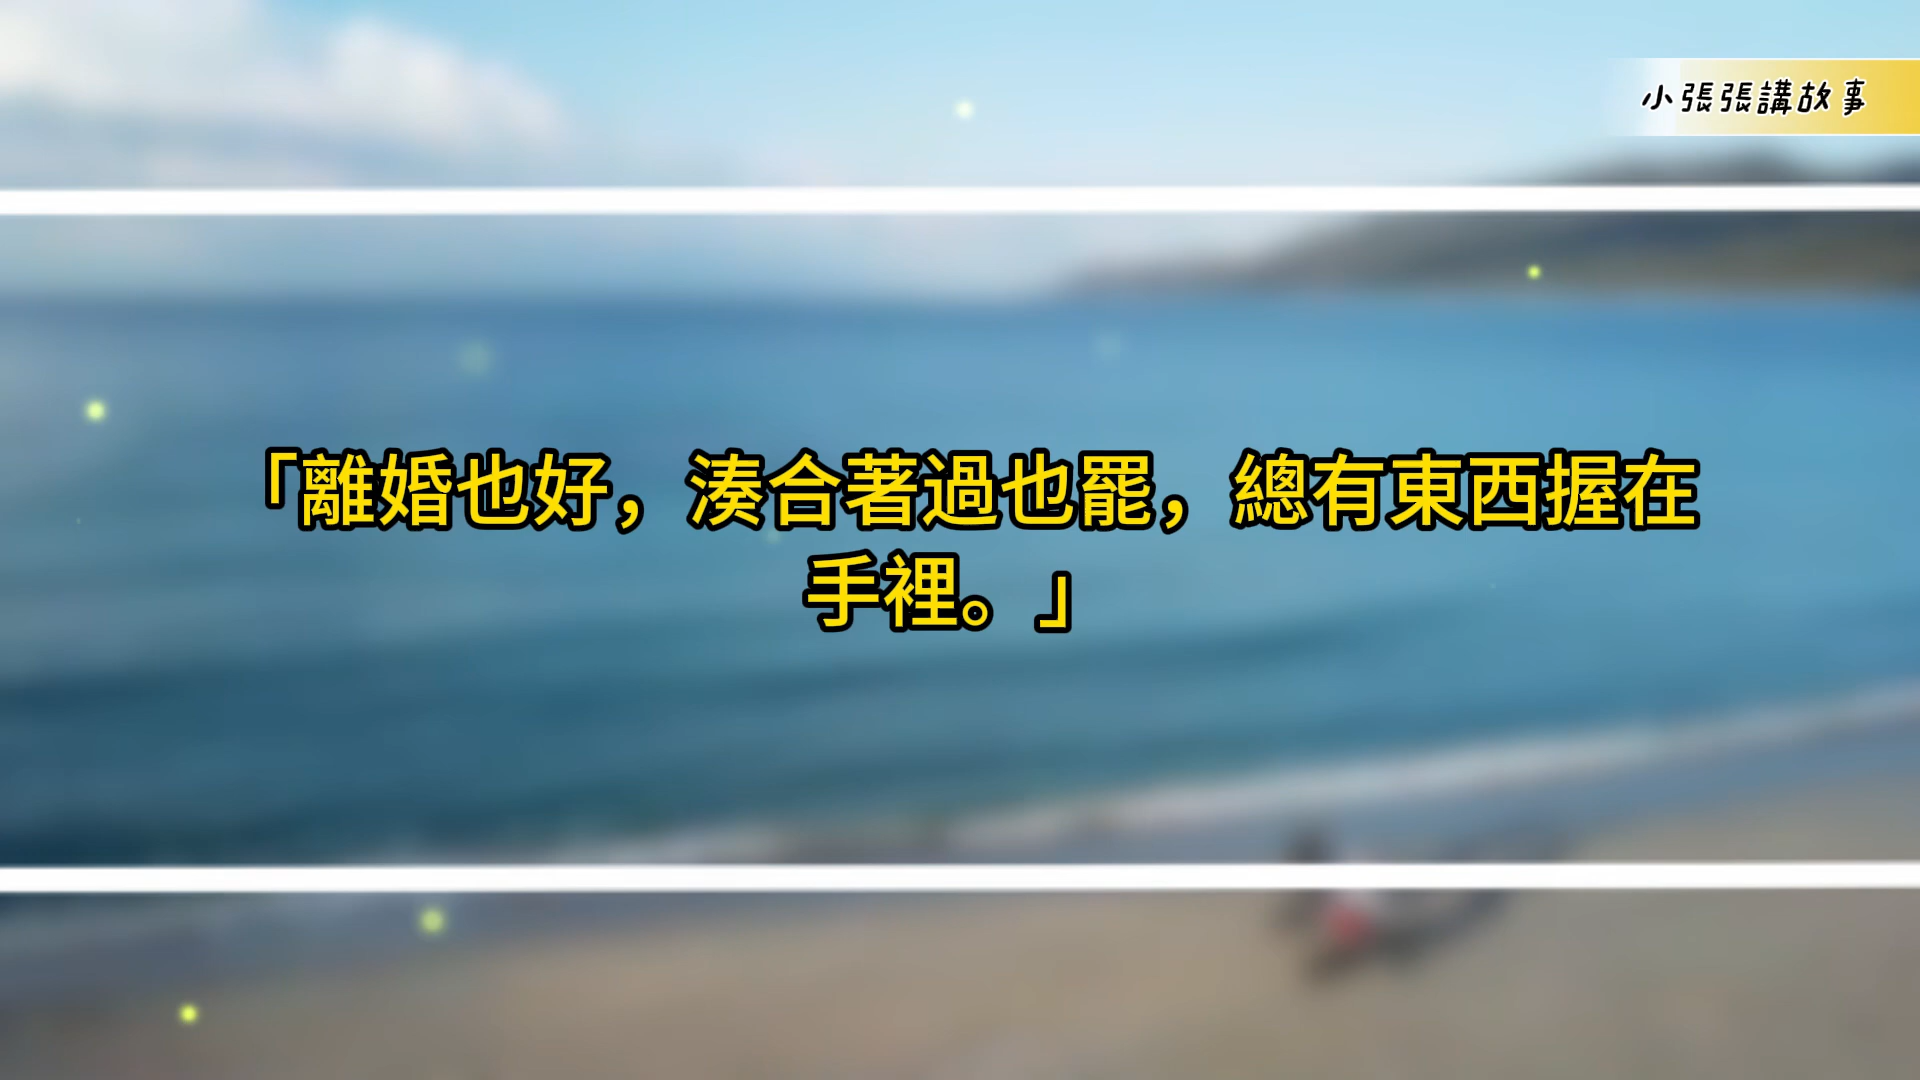 小張張講故事
「離婚也好，湊合著過也罷，總有東西握在
手裡。」